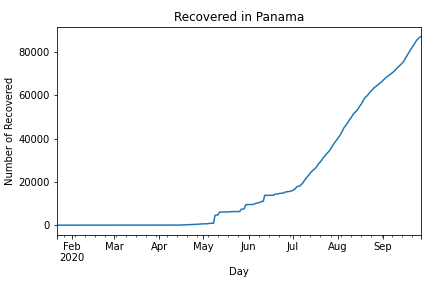 Recovered in Panama
Number of Recovered
80000
60000
40000
20000
0
Feb Mar Apr May Jun Jul Aug Sep
2020
Day